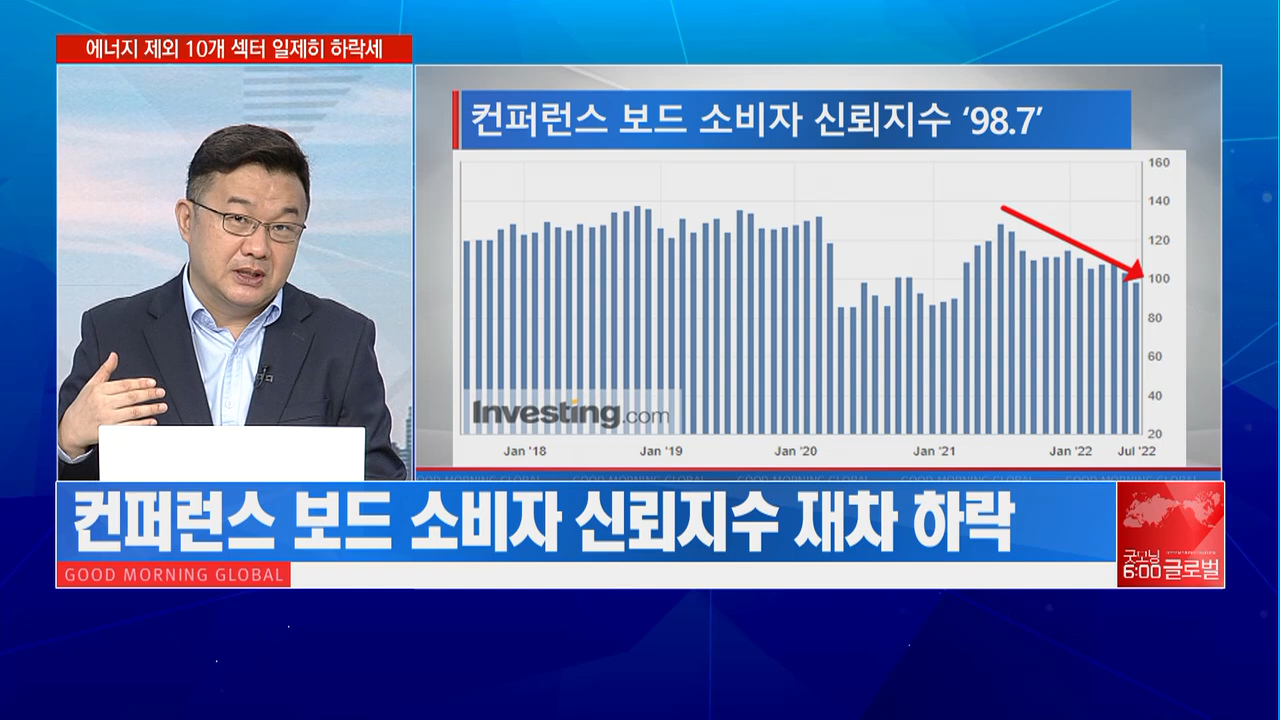 에너지 제외 10개 섹터 일제히 하락세
컨퍼런스 보드 소비자 신뢰지수 ‘98.7’
160
140
120
100
80
60
40
20
Investing.com
Jan '18
Jan '19
Jan '20
Jan '21
Jan '22
Jul '22
컨퍼런스 보드 소비자 신뢰지수 재차 하락
GOOD MORNING GLOBAL
굿모닝
6:00 글로벌